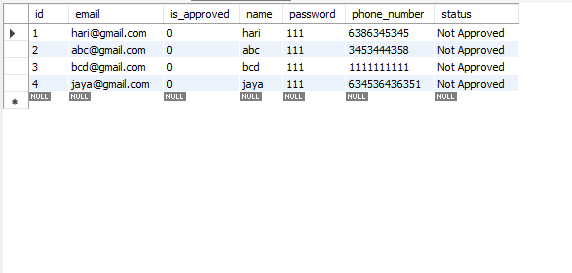 id email is_approved name password phone_number status
1 hari@gmail.com 0 hari 111 6386345345 Not Approved
2 abc@gmail.com 0 abc 111 3453444358 Not Approved
3 bcd@gmail.com 0 bcd 111 1111111111 Not Approved
4 jaya@gmail.com 0 jaya 111 634536436351 Not Approved
NULL NULL NULL NULL NULL NULL NULL